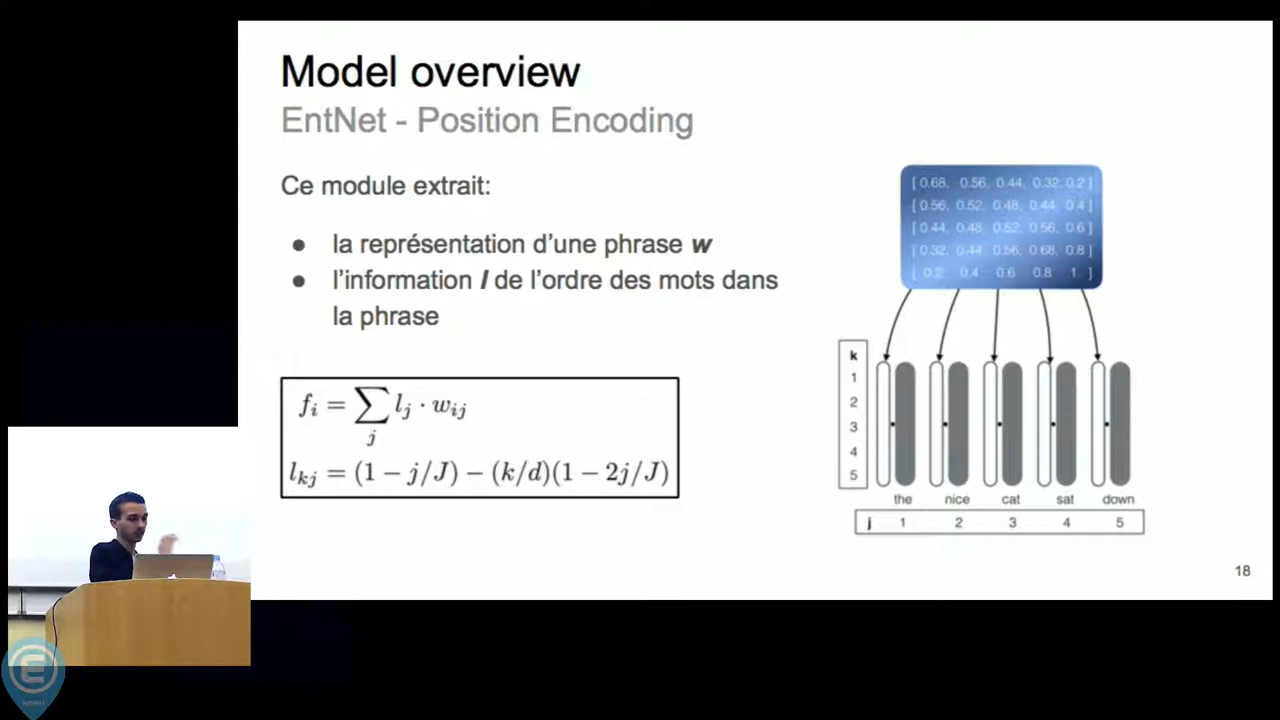 Model overview
EntNet - Position Encoding
Ce module extrait:
● la représentation d'une phrase w
● l'information l de l'ordre des mots dans
la phrase
f_i = ∑_j l_j · w_ij
l_kj = (1 − j/J) − (k/d)(1 − 2j/J)
[ 0.68, 0.56, 0.44, 0.32, 0.2 ]
[ 0.56, 0.52, 0.48, 0.44, 0.4 ]
[ 0.44, 0.48, 0.52, 0.56, 0.6 ]
[ 0.32, 0.44, 0.56, 0.68, 0.8 ]
[ 0.2 0.4 0.6 0.8 1 ]
k
1
2
3
4
5
the nice cat sat down
j 1 2 3 4 5
18